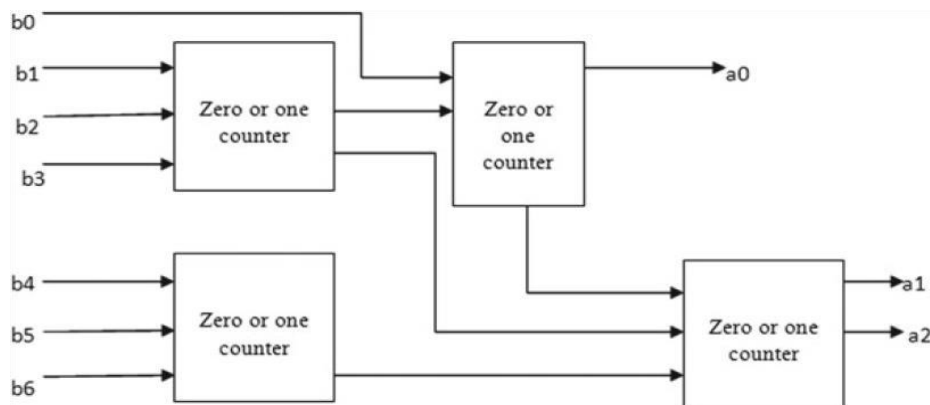 b0
b1
b2
b3
Zero or one
counter
Zero or
one
counter
a0
b4
b5
b6
Zero or one
counter
Zero or one
counter
a1
a2